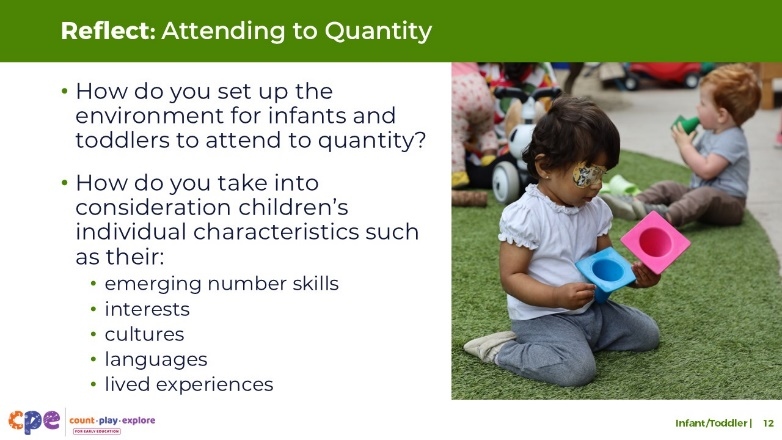 Reflect: Attending to Quantity
• How do you set up the
environment for infants and
toddlers to attend to quantity?
• How do you take into
consideration children’s
individual characteristics such
as their:
• emerging number skills
• interests
• cultures
• languages
• lived experiences
cpe
count·play·explore
FOR EARLY EDUCATION
Infant/Toddler | 12